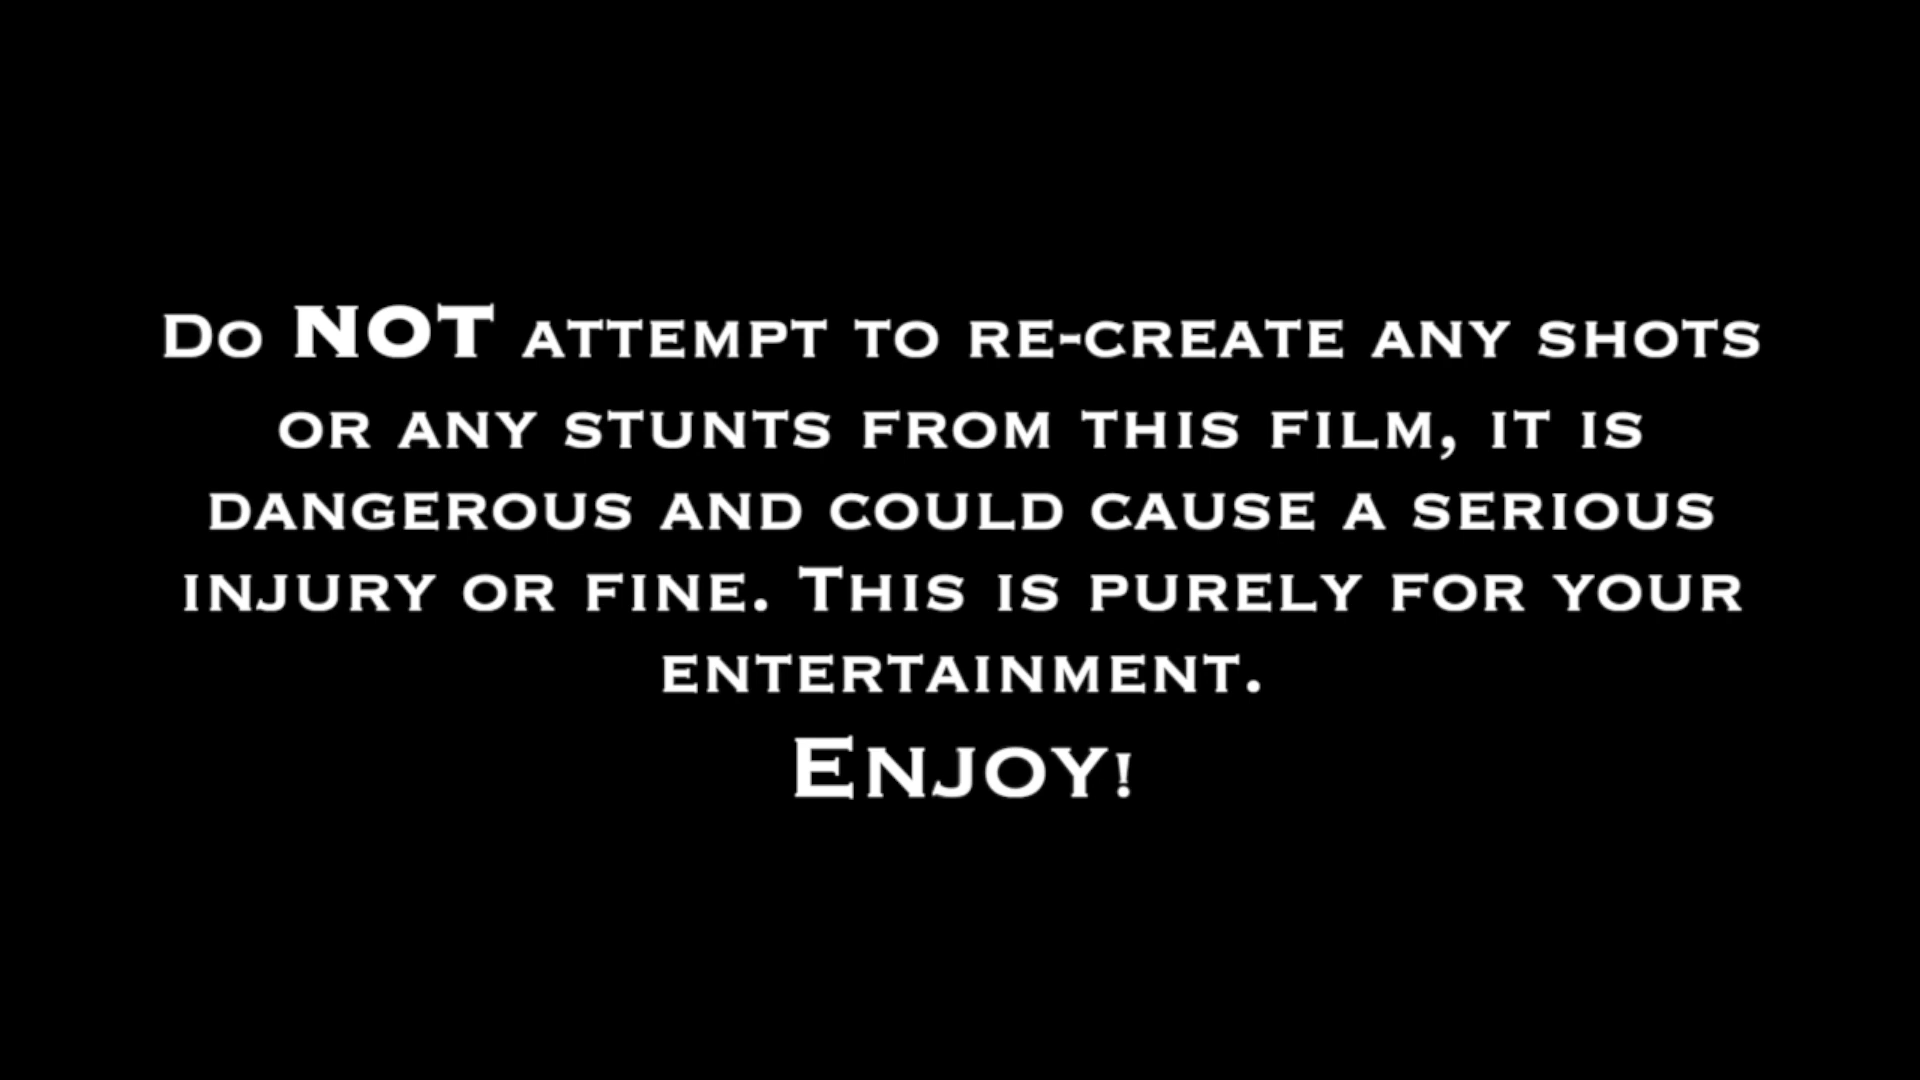 Do NOT attempt to re-create any shots
or any stunts from this film, it is
dangerous and could cause a serious
injury or fine. This is purely for your
entertainment.
Enjoy!